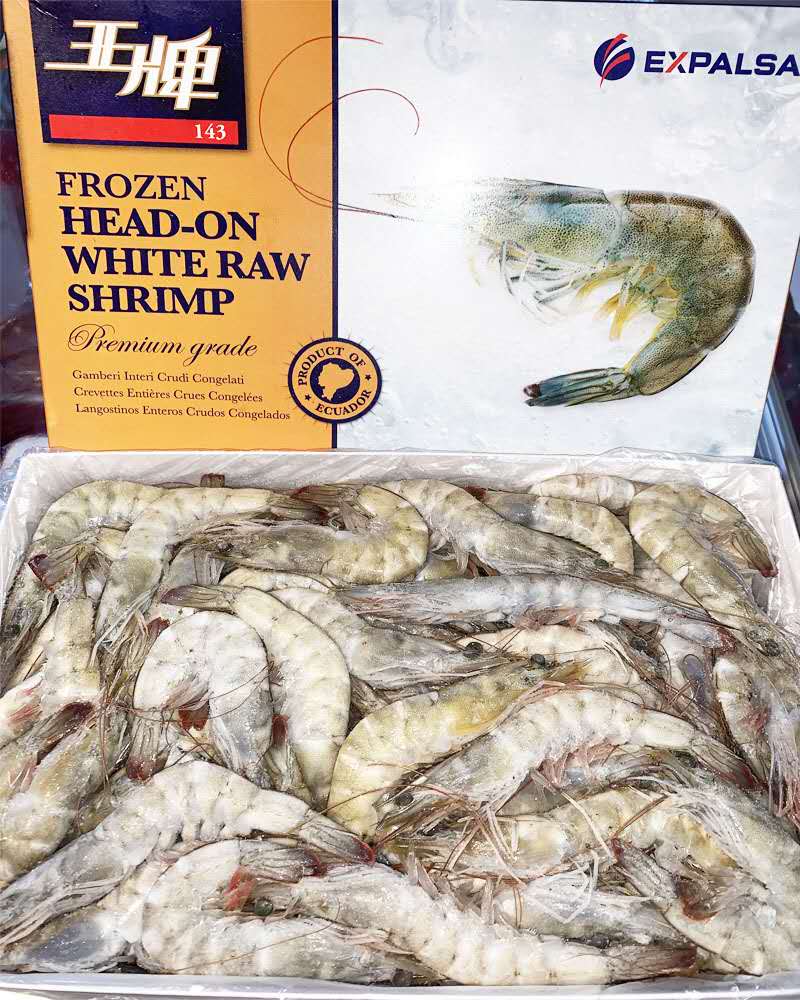 王牌
143
EXPALSA
FROZEN
HEAD-ON
WHITE RAW
SHRIMP
Premium grade
Gamberi Interi Crudi Congelati
Crevettes Entières Crues Congelées
Langostinos Enteros Crudos Congelados
PRODUCT OF
ECUADOR